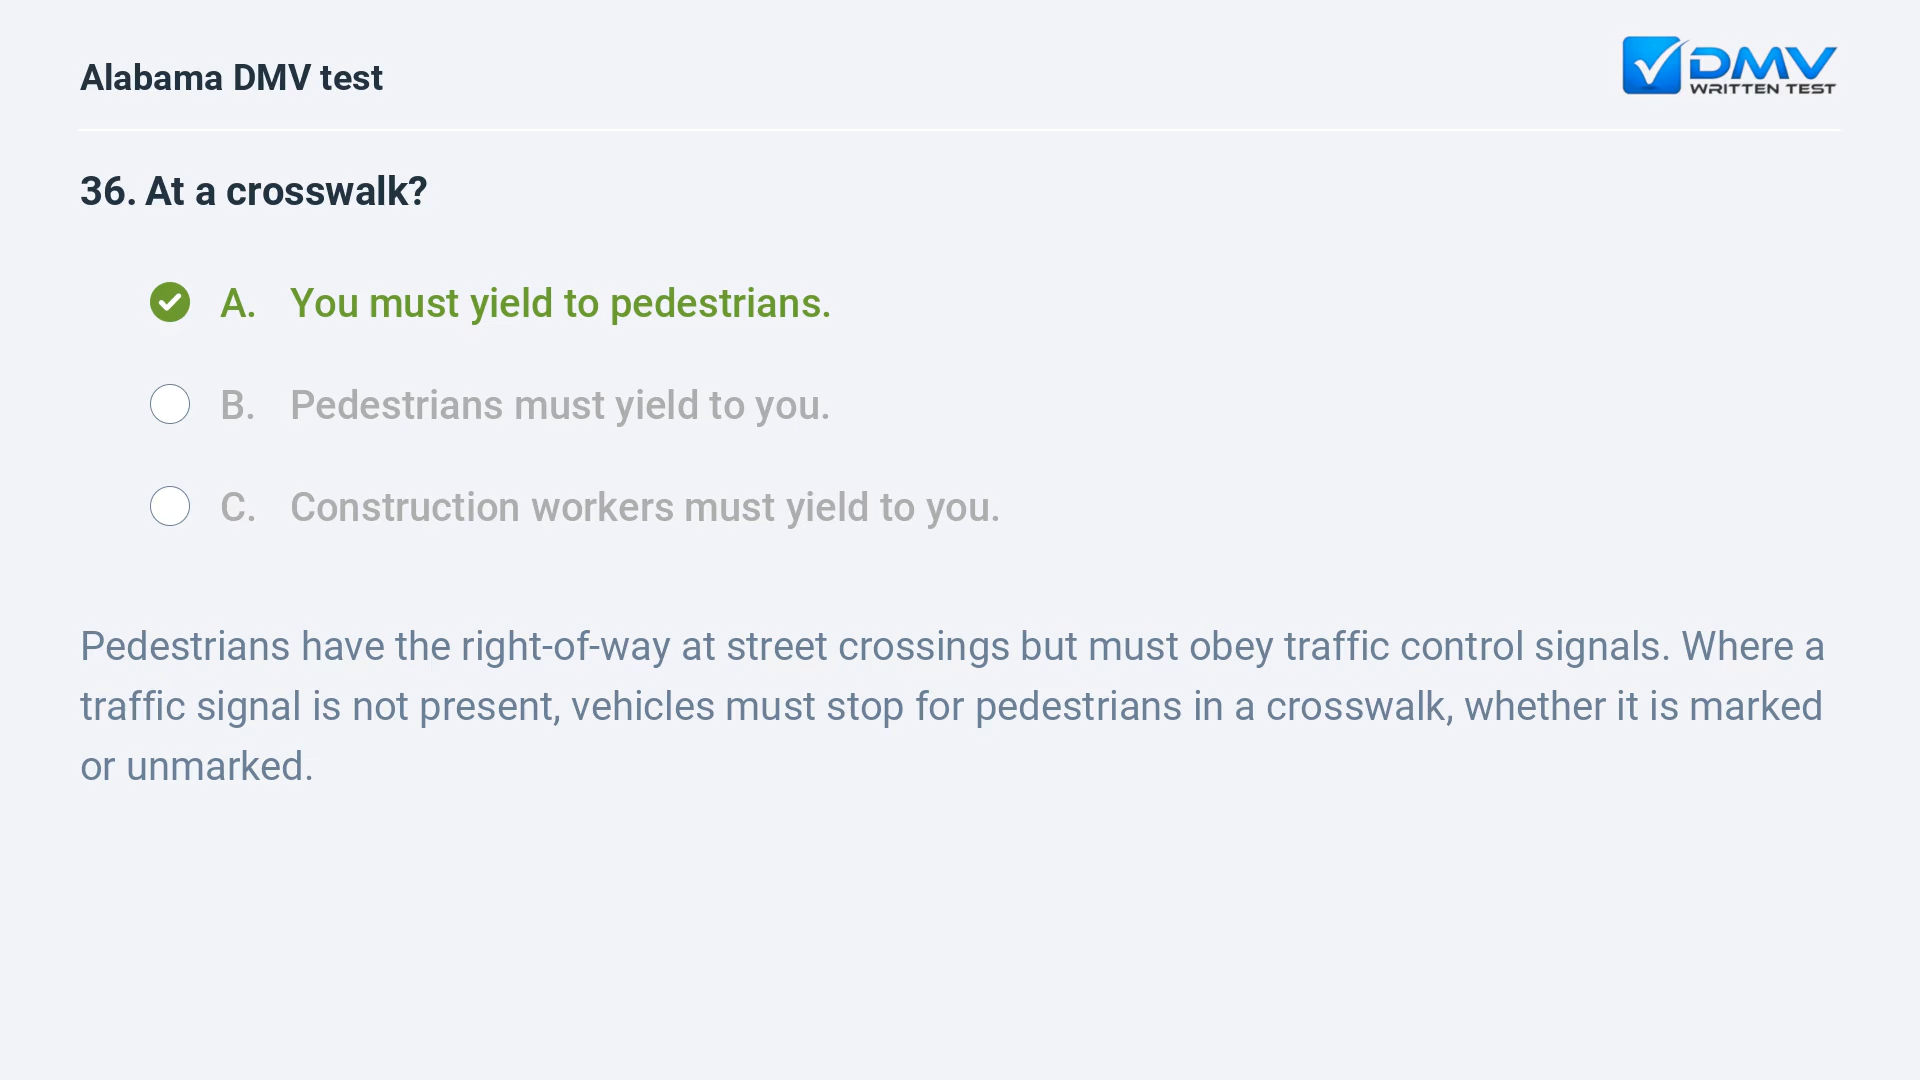 Alabama DMV test
DMV
WRITTEN TEST
36. At a crosswalk?
A. You must yield to pedestrians.
B. Pedestrians must yield to you.
C. Construction workers must yield to you.
Pedestrians have the right-of-way at street crossings but must obey traffic control signals. Where a
traffic signal is not present, vehicles must stop for pedestrians in a crosswalk, whether it is marked
or unmarked.